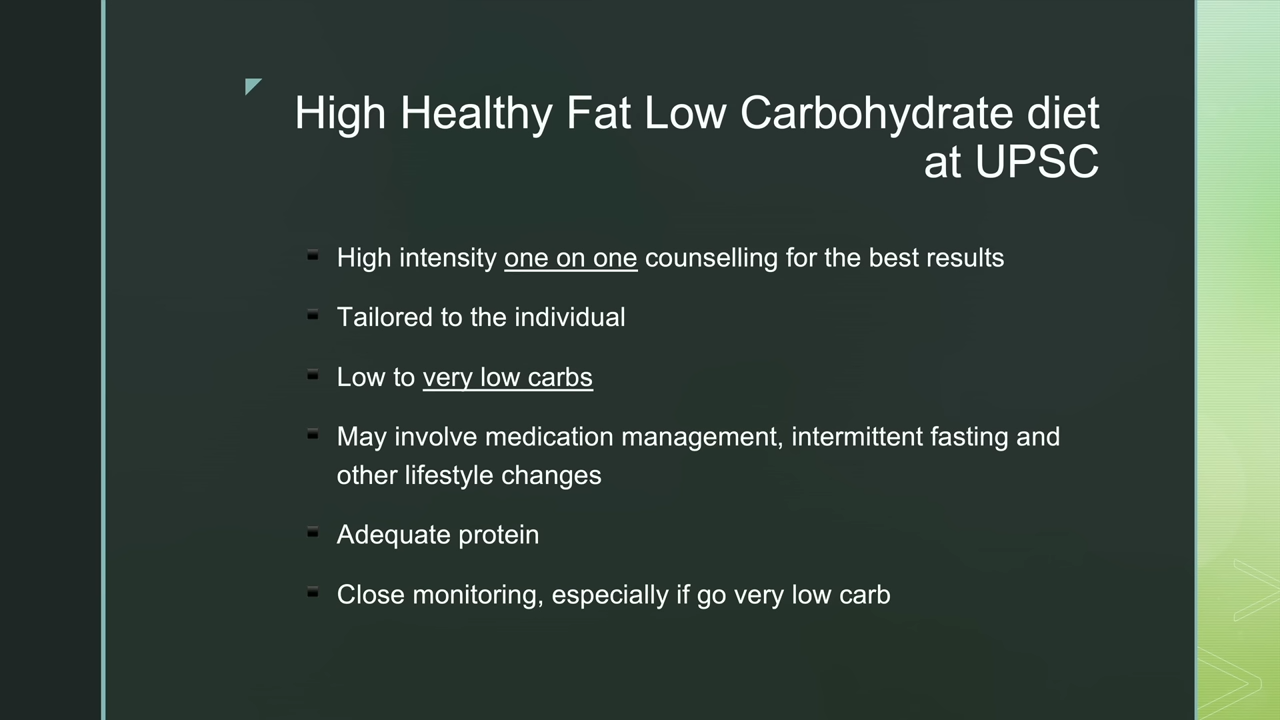 High Healthy Fat Low Carbohydrate diet
at UPSC
High intensity one on one counselling for the best results
Tailored to the individual
Low to very low carbs
May involve medication management, intermittent fasting and
other lifestyle changes
Adequate protein
Close monitoring, especially if go very low carb